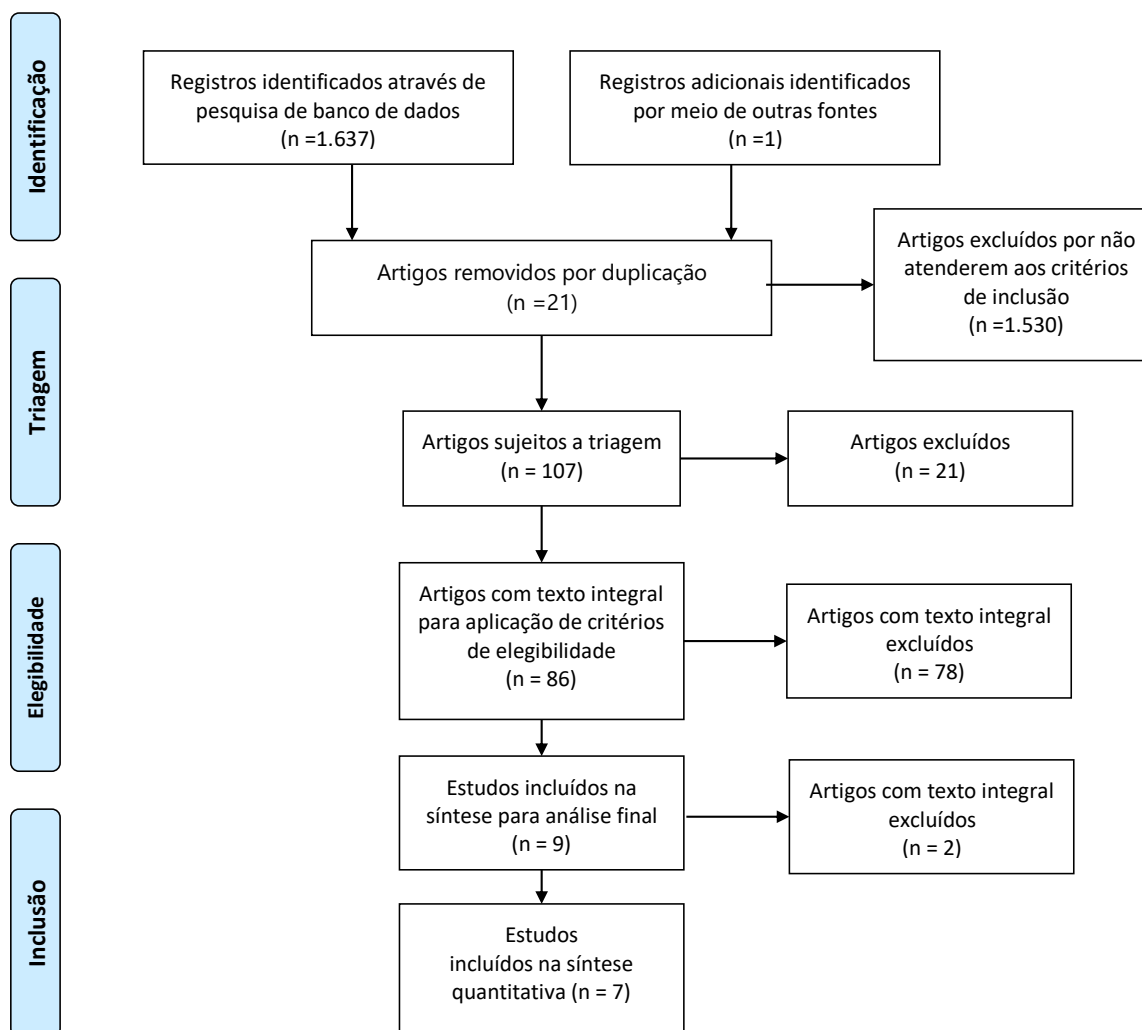 Identificação
Registros identificados através de
pesquisa de banco de dados
(n =1.637)
Registros adicionais identificados
por meio de outras fontes
(n =1)
Artigos removidos por duplicação
(n =21)
Artigos excluídos por não
atenderem aos critérios
de inclusão
(n =1.530)
Triagem
Artigos sujeitos a triagem
(n = 107)
Artigos excluídos
(n = 21)
Elegibilidade
Artigos com texto integral
para aplicação de critérios
de elegibilidade
(n = 86)
Artigos com texto integral
excluídos
(n = 78)
Estudos incluídos na
síntese para análise final
(n = 9)
Artigos com texto integral
excluídos
(n = 2)
Inclusão
Estudos
incluídos na síntese
quantitativa (n = 7)